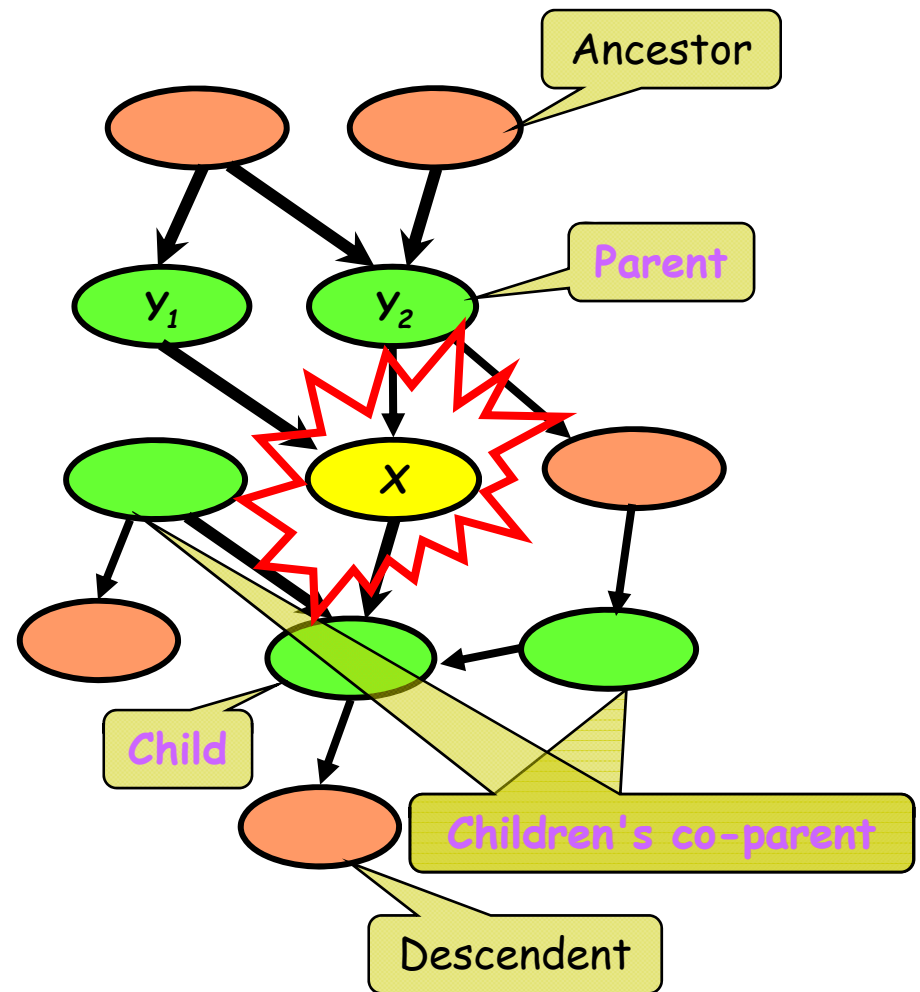 Ancestor
Parent
Y1
Y2
X
Child
Children's co-parent
Descendent